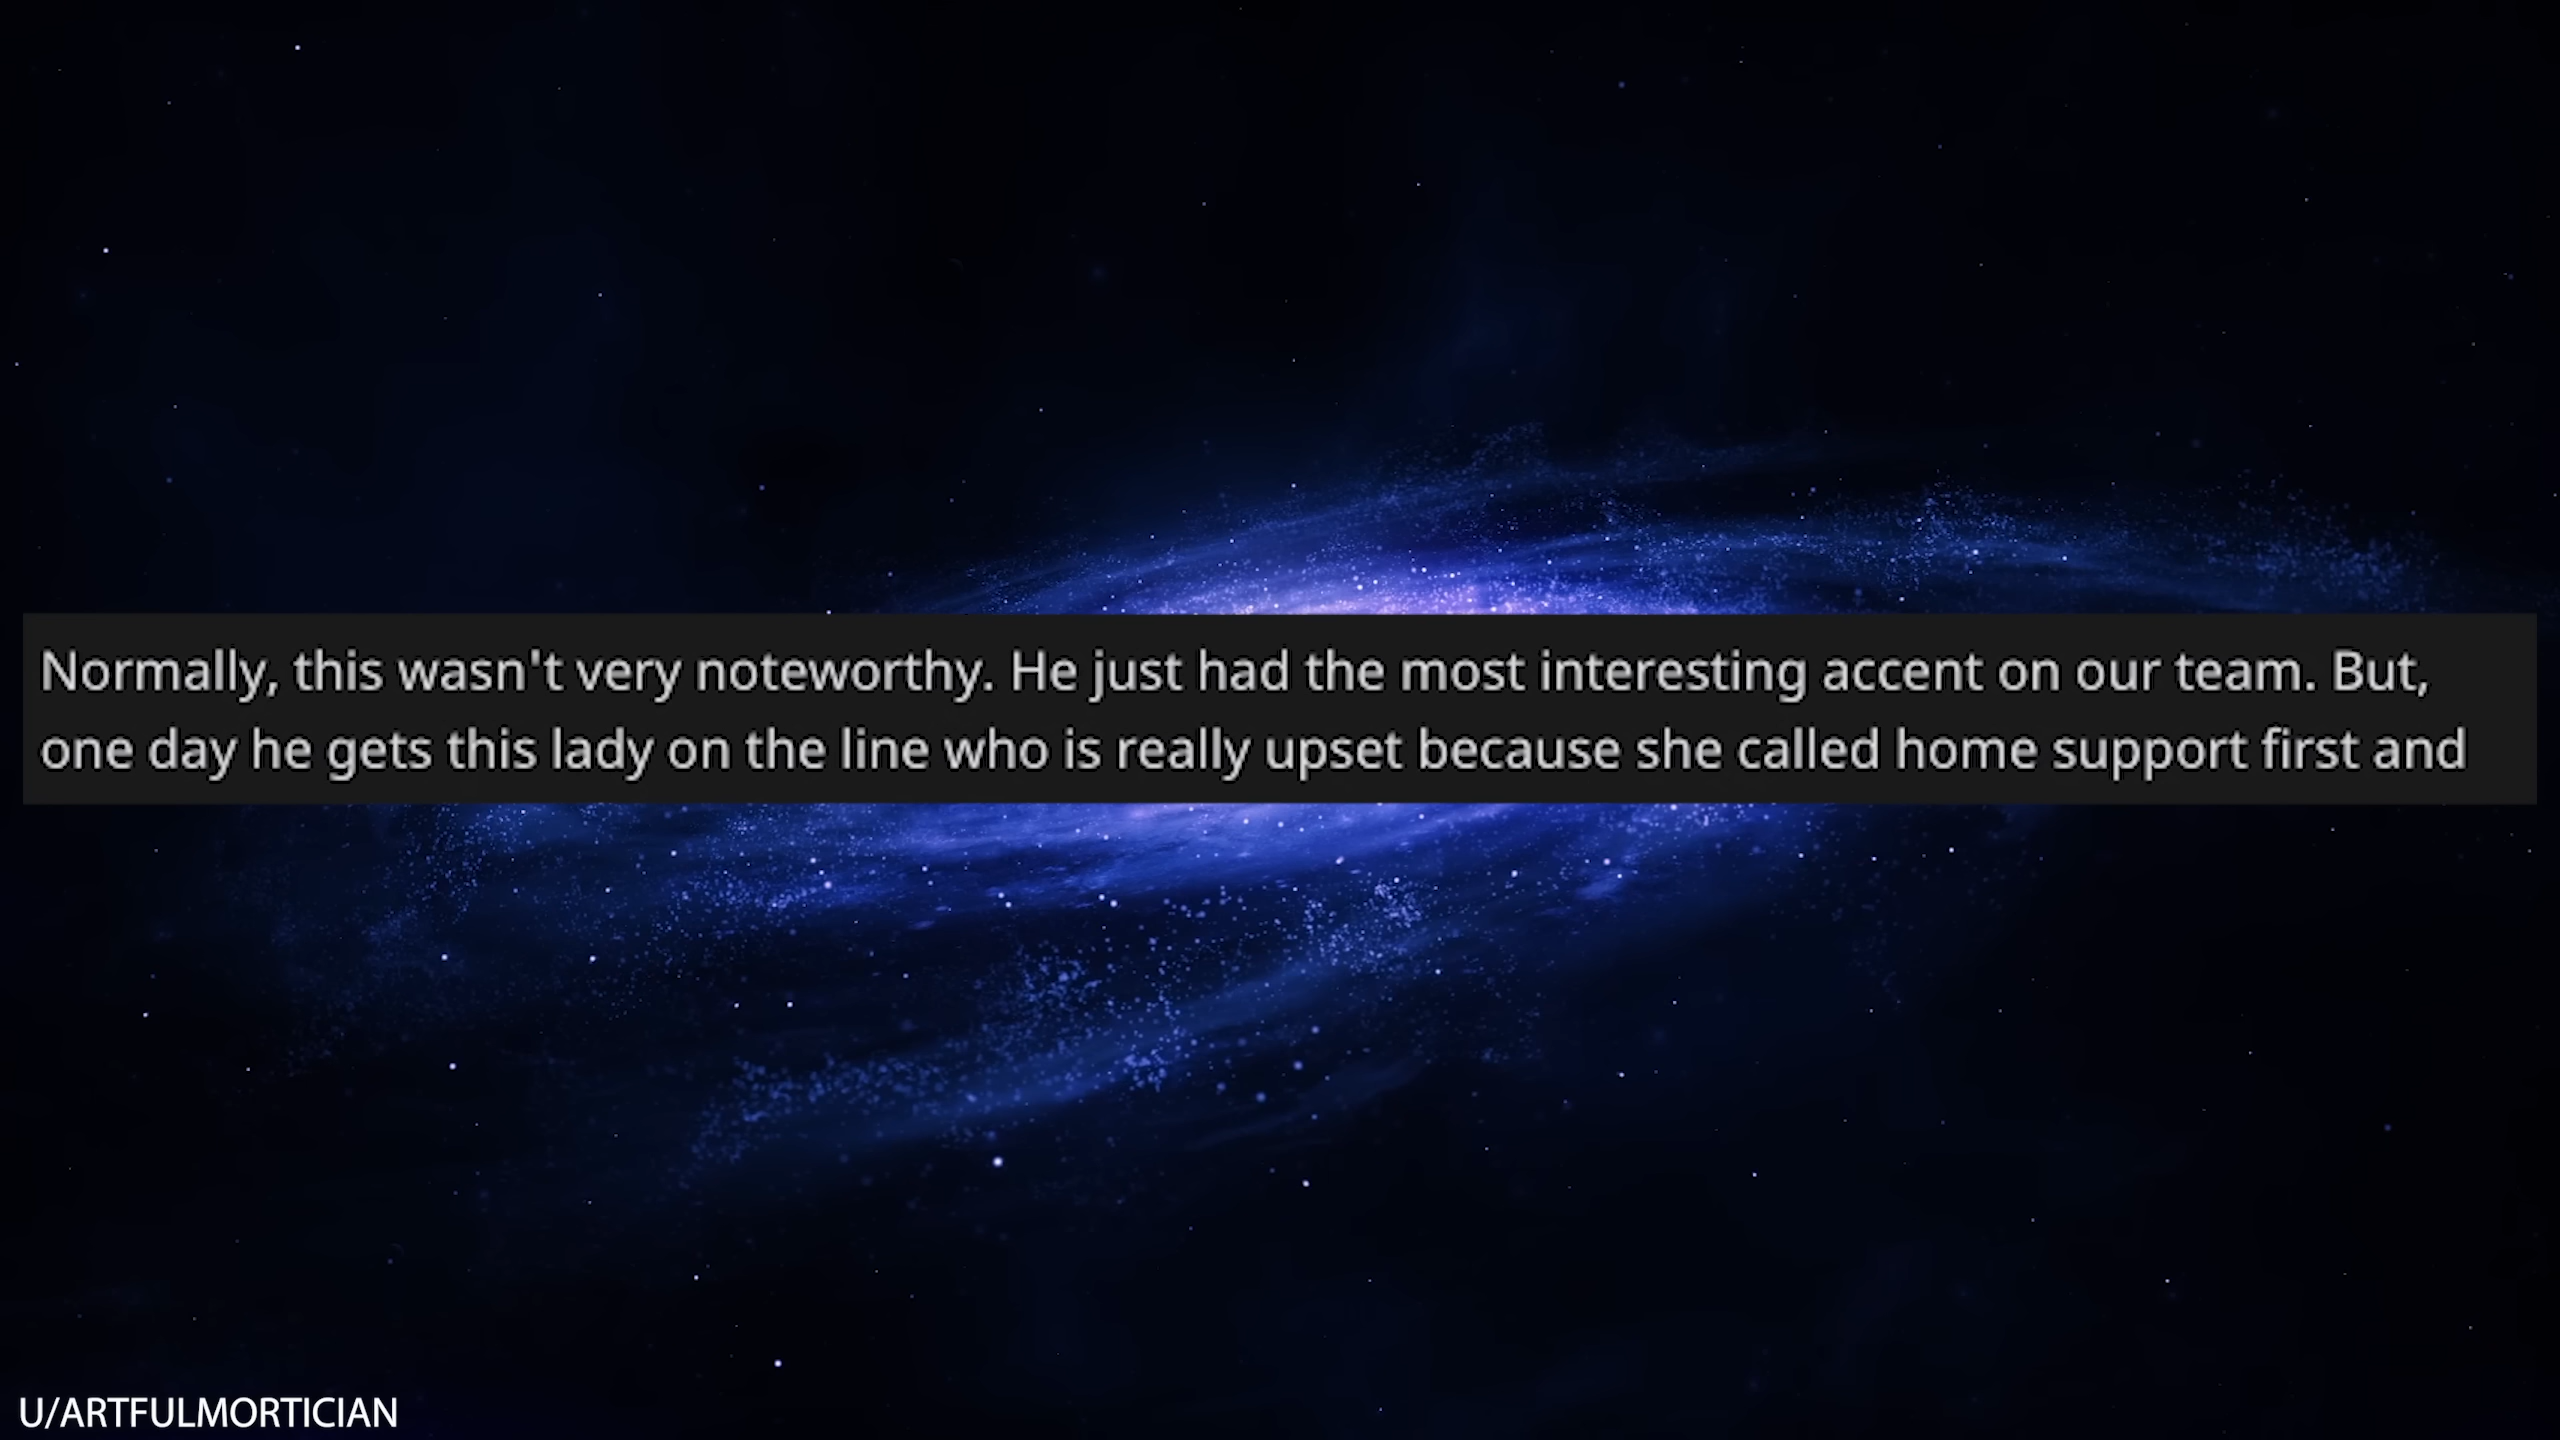 Normally, this wasn't very noteworthy. He just had the most interesting accent on our team. But,
one day he gets this lady on the line who is really upset because she called home support first and
U/ARTFULMORTICIAN